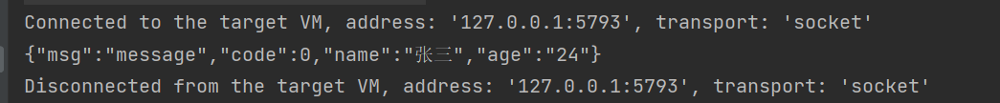 Connected to the target VM, address: '127.0.0.1:5793', transport: 'socket'
{"msg":"message","code":0,"name":"张三","age":"24"}
Disconnected from the target VM, address: '127.0.0.1:5793', transport: 'socket'